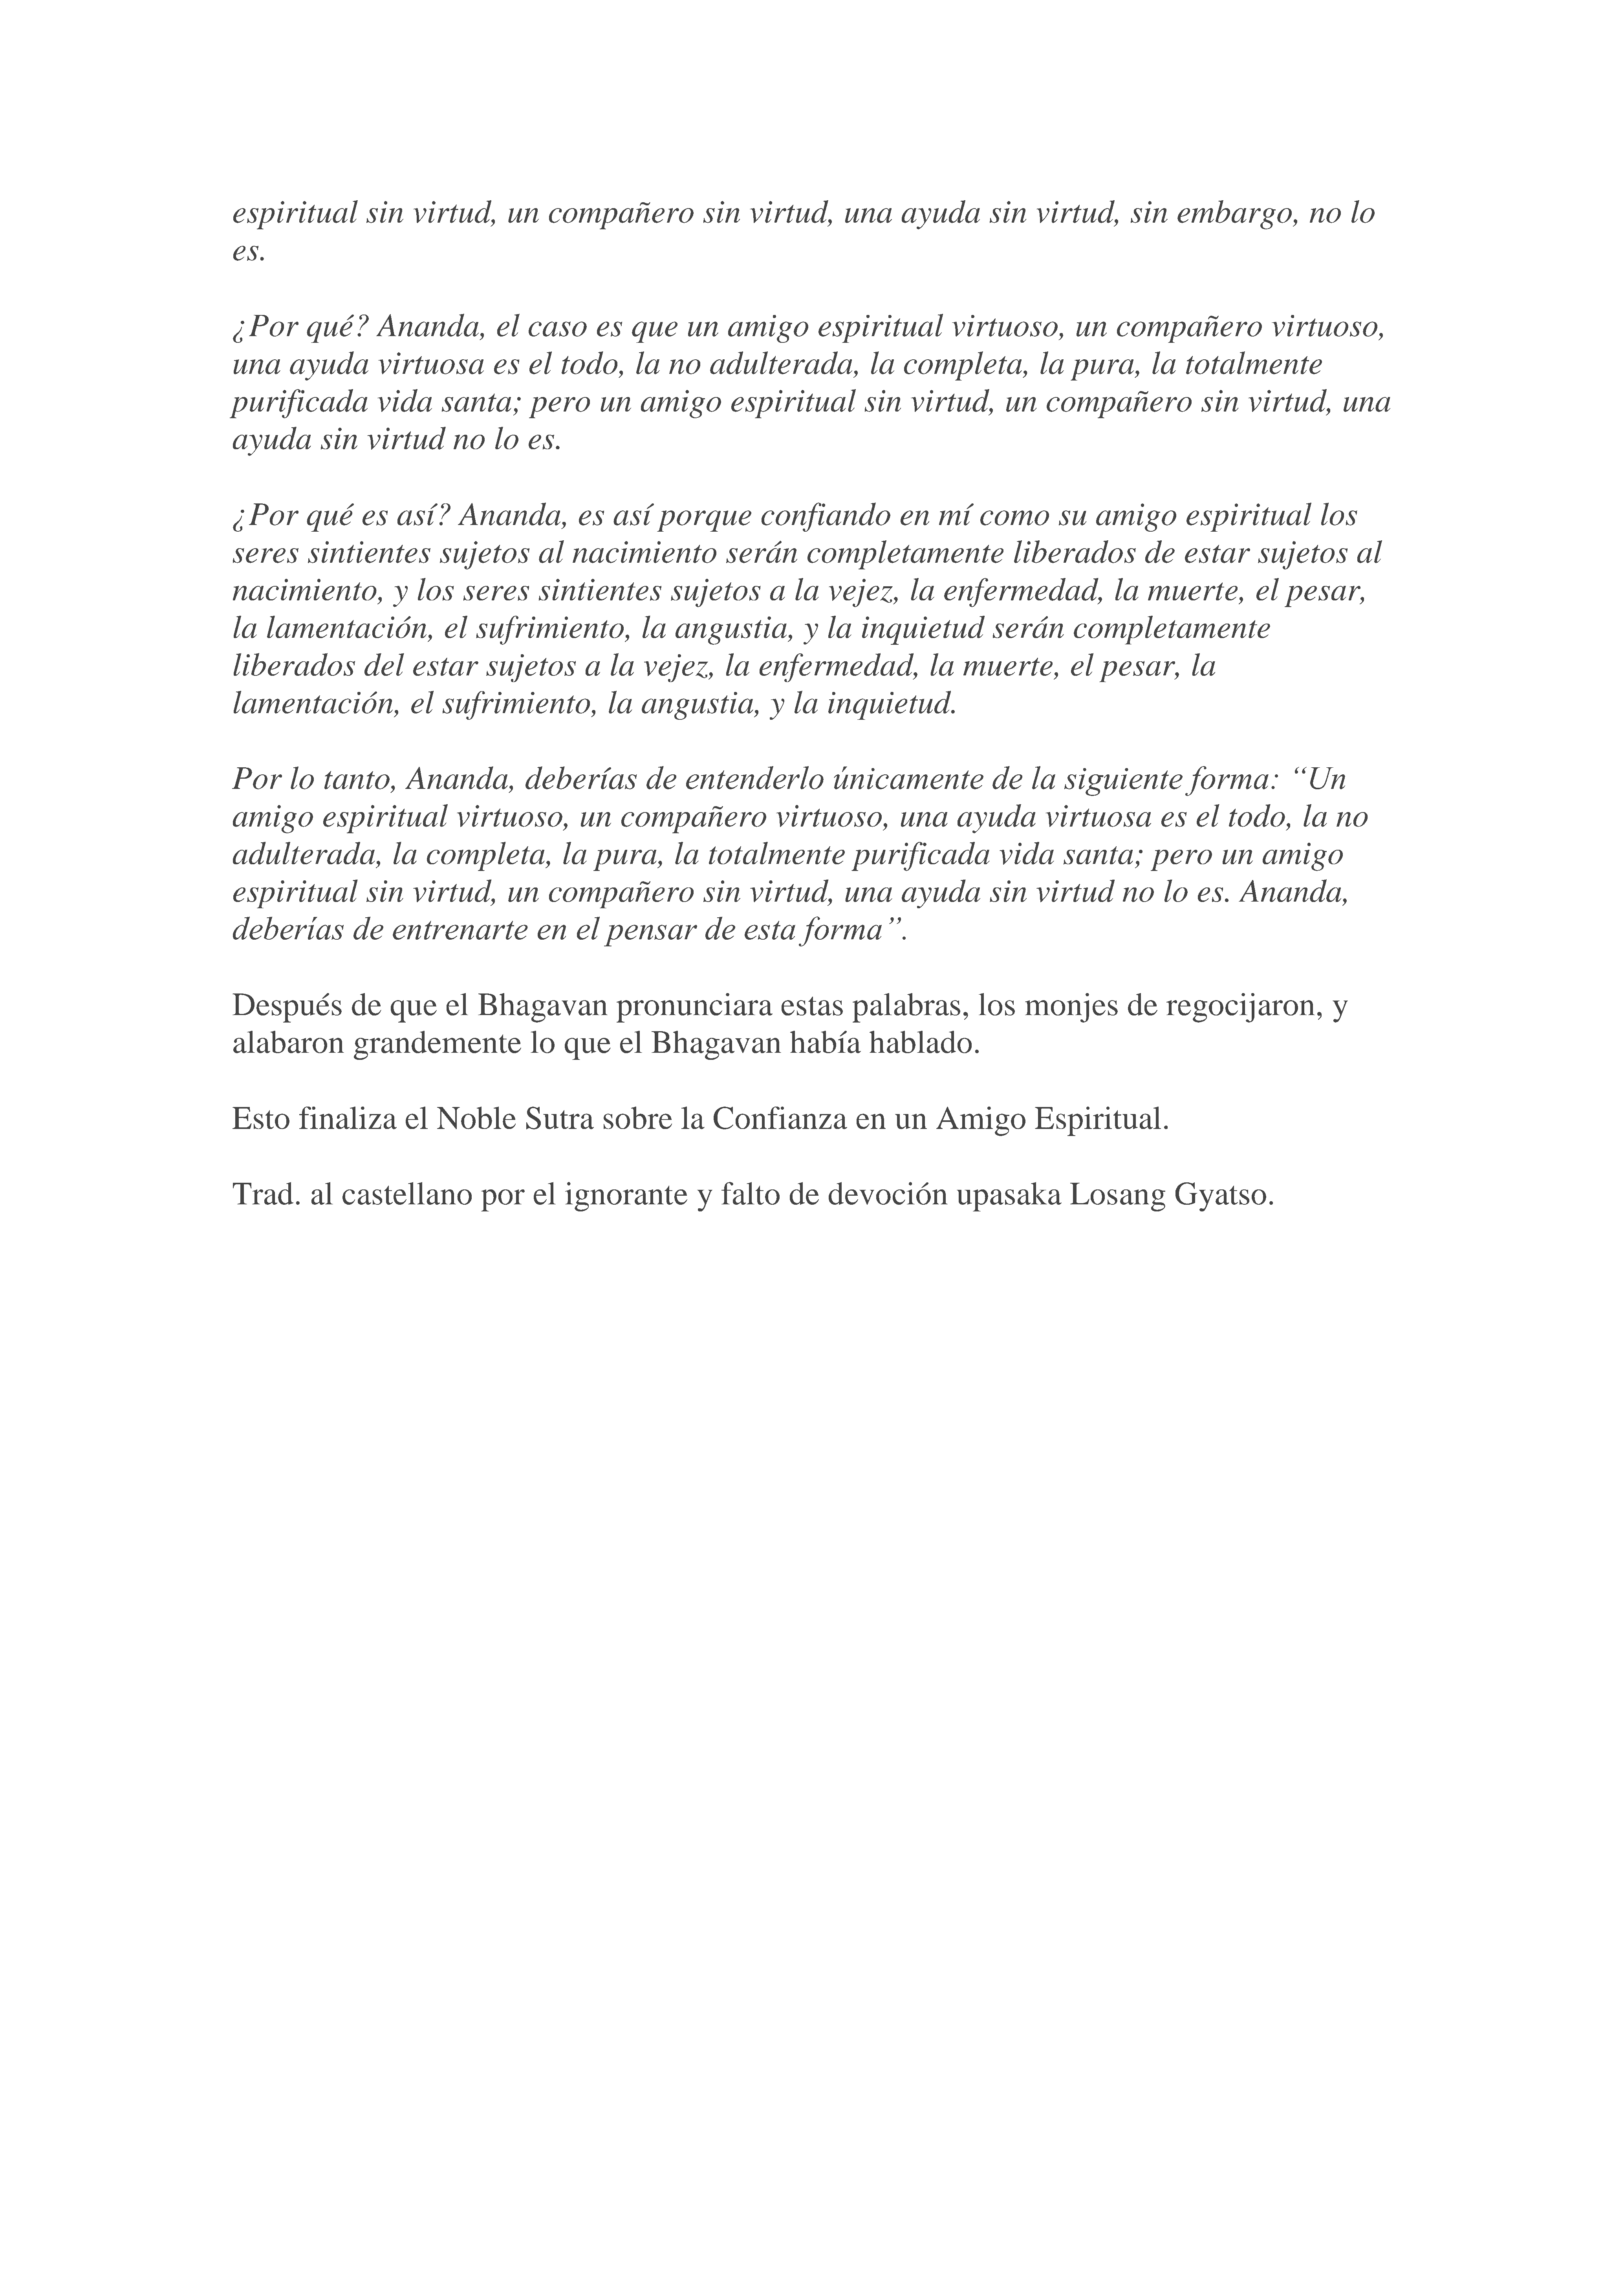 espiritual sin virtud, un compañero sin virtud, una ayuda sin virtud, sin embargo, no lo
es.
¿Por qué? Ananda, el caso es que un amigo espiritual virtuoso, un compañero virtuoso,
una ayuda virtuosa es el todo, la no adulterada, la completa, la pura, la totalmente
purificada vida santa; pero un amigo espiritual sin virtud, un compañero sin virtud, una
ayuda sin virtud no lo es.
¿Por qué es así? Ananda, es así porque confiando en mí como su amigo espiritual los
seres sintientes sujetos al nacimiento serán completamente liberados de estar sujetos al
nacimiento, y los seres sintientes sujetos a la vejez, la enfermedad, la muerte, el pesar,
la lamentación, el sufrimiento, la angustia, y la inquietud serán completamente
liberados del estar sujetos a la vejez, la enfermedad, la muerte, el pesar, la
lamentación, el sufrimiento, la angustia, y la inquietud.
Por lo tanto, Ananda, deberías de entenderlo únicamente de la siguiente forma: “Un
amigo espiritual virtuoso, un compañero virtuoso, una ayuda virtuosa es el todo, la no
adulterada, la completa, la pura, la totalmente purificada vida santa; pero un amigo
espiritual sin virtud, un compañero sin virtud, una ayuda sin virtud no lo es. Ananda,
deberías de entrenarte en el pensar de esta forma”.
Después de que el Bhagavan pronunciara estas palabras, los monjes de regocijaron, y
alabaron grandemente lo que el Bhagavan había hablado.
Esto finaliza el Noble Sutra sobre la Confianza en un Amigo Espiritual.
Trad. al castellano por el ignorante y falto de devoción upasaka Losang Gyatso.